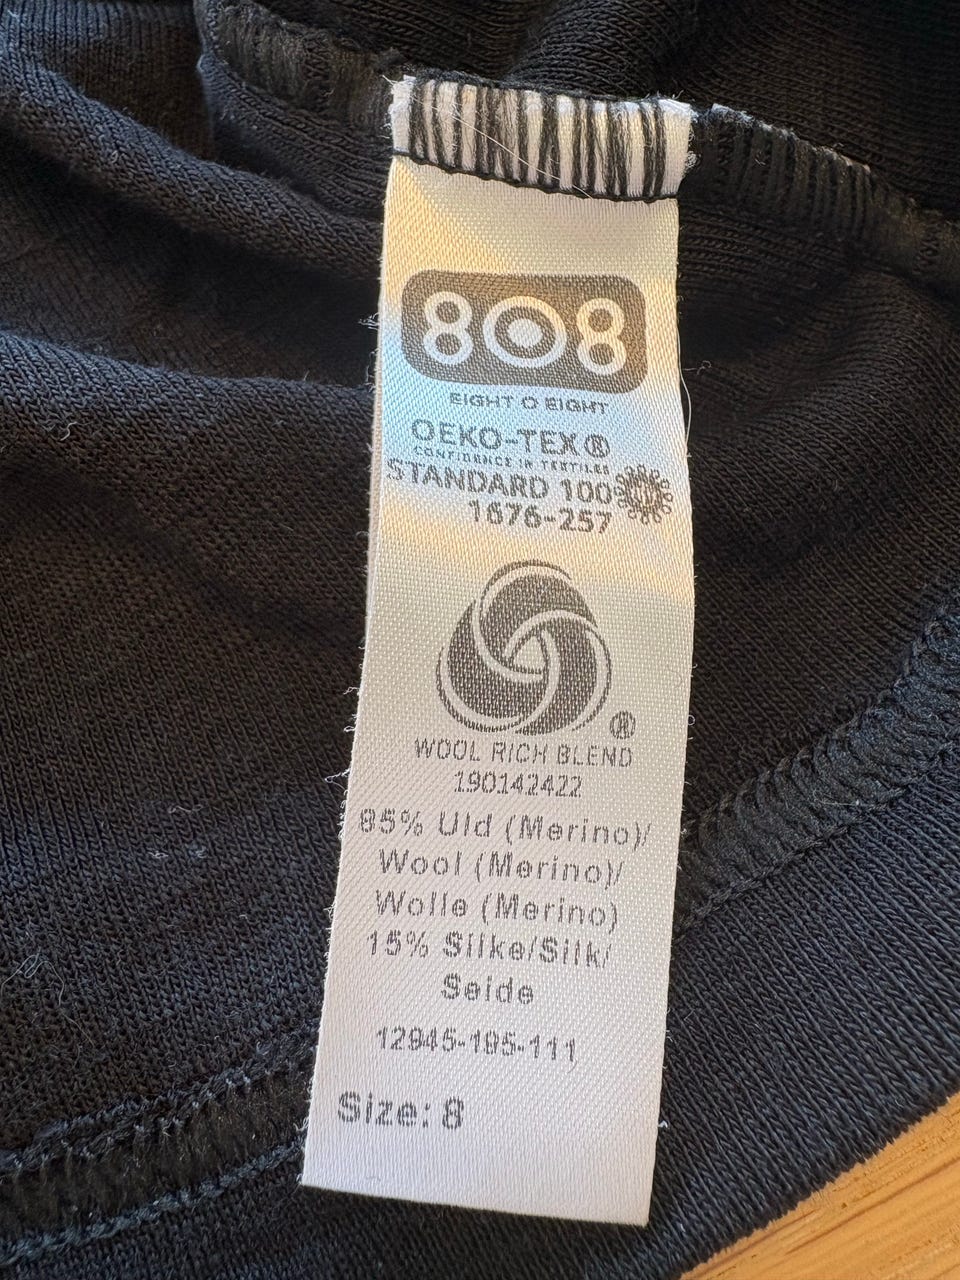 808
EIGHT O EIGHT
OEKO-TEX®
CONFIDENCE IN TEXTILES
STANDARD 100
1676-257
®
WOOL RICH BLEND
190142422
85% Uld (Merino)/
Wool (Merino)/
Wolle (Merino)
15% Silke/Silk/
Seide
12945-195-111
Size: 8